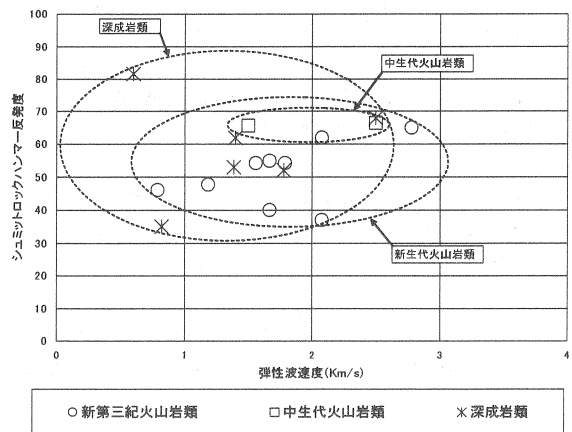 深成岩類
中生代火山岩類
新生代火山岩類
シュミットロックハンマー反発度
100
90
80
70
60
50
40
30
20
10
0
0 1 2 3 4
弾性波速度(Km/s)
○ 新第三紀火山岩類 □ 中生代火山岩類 ＊ 深成岩類